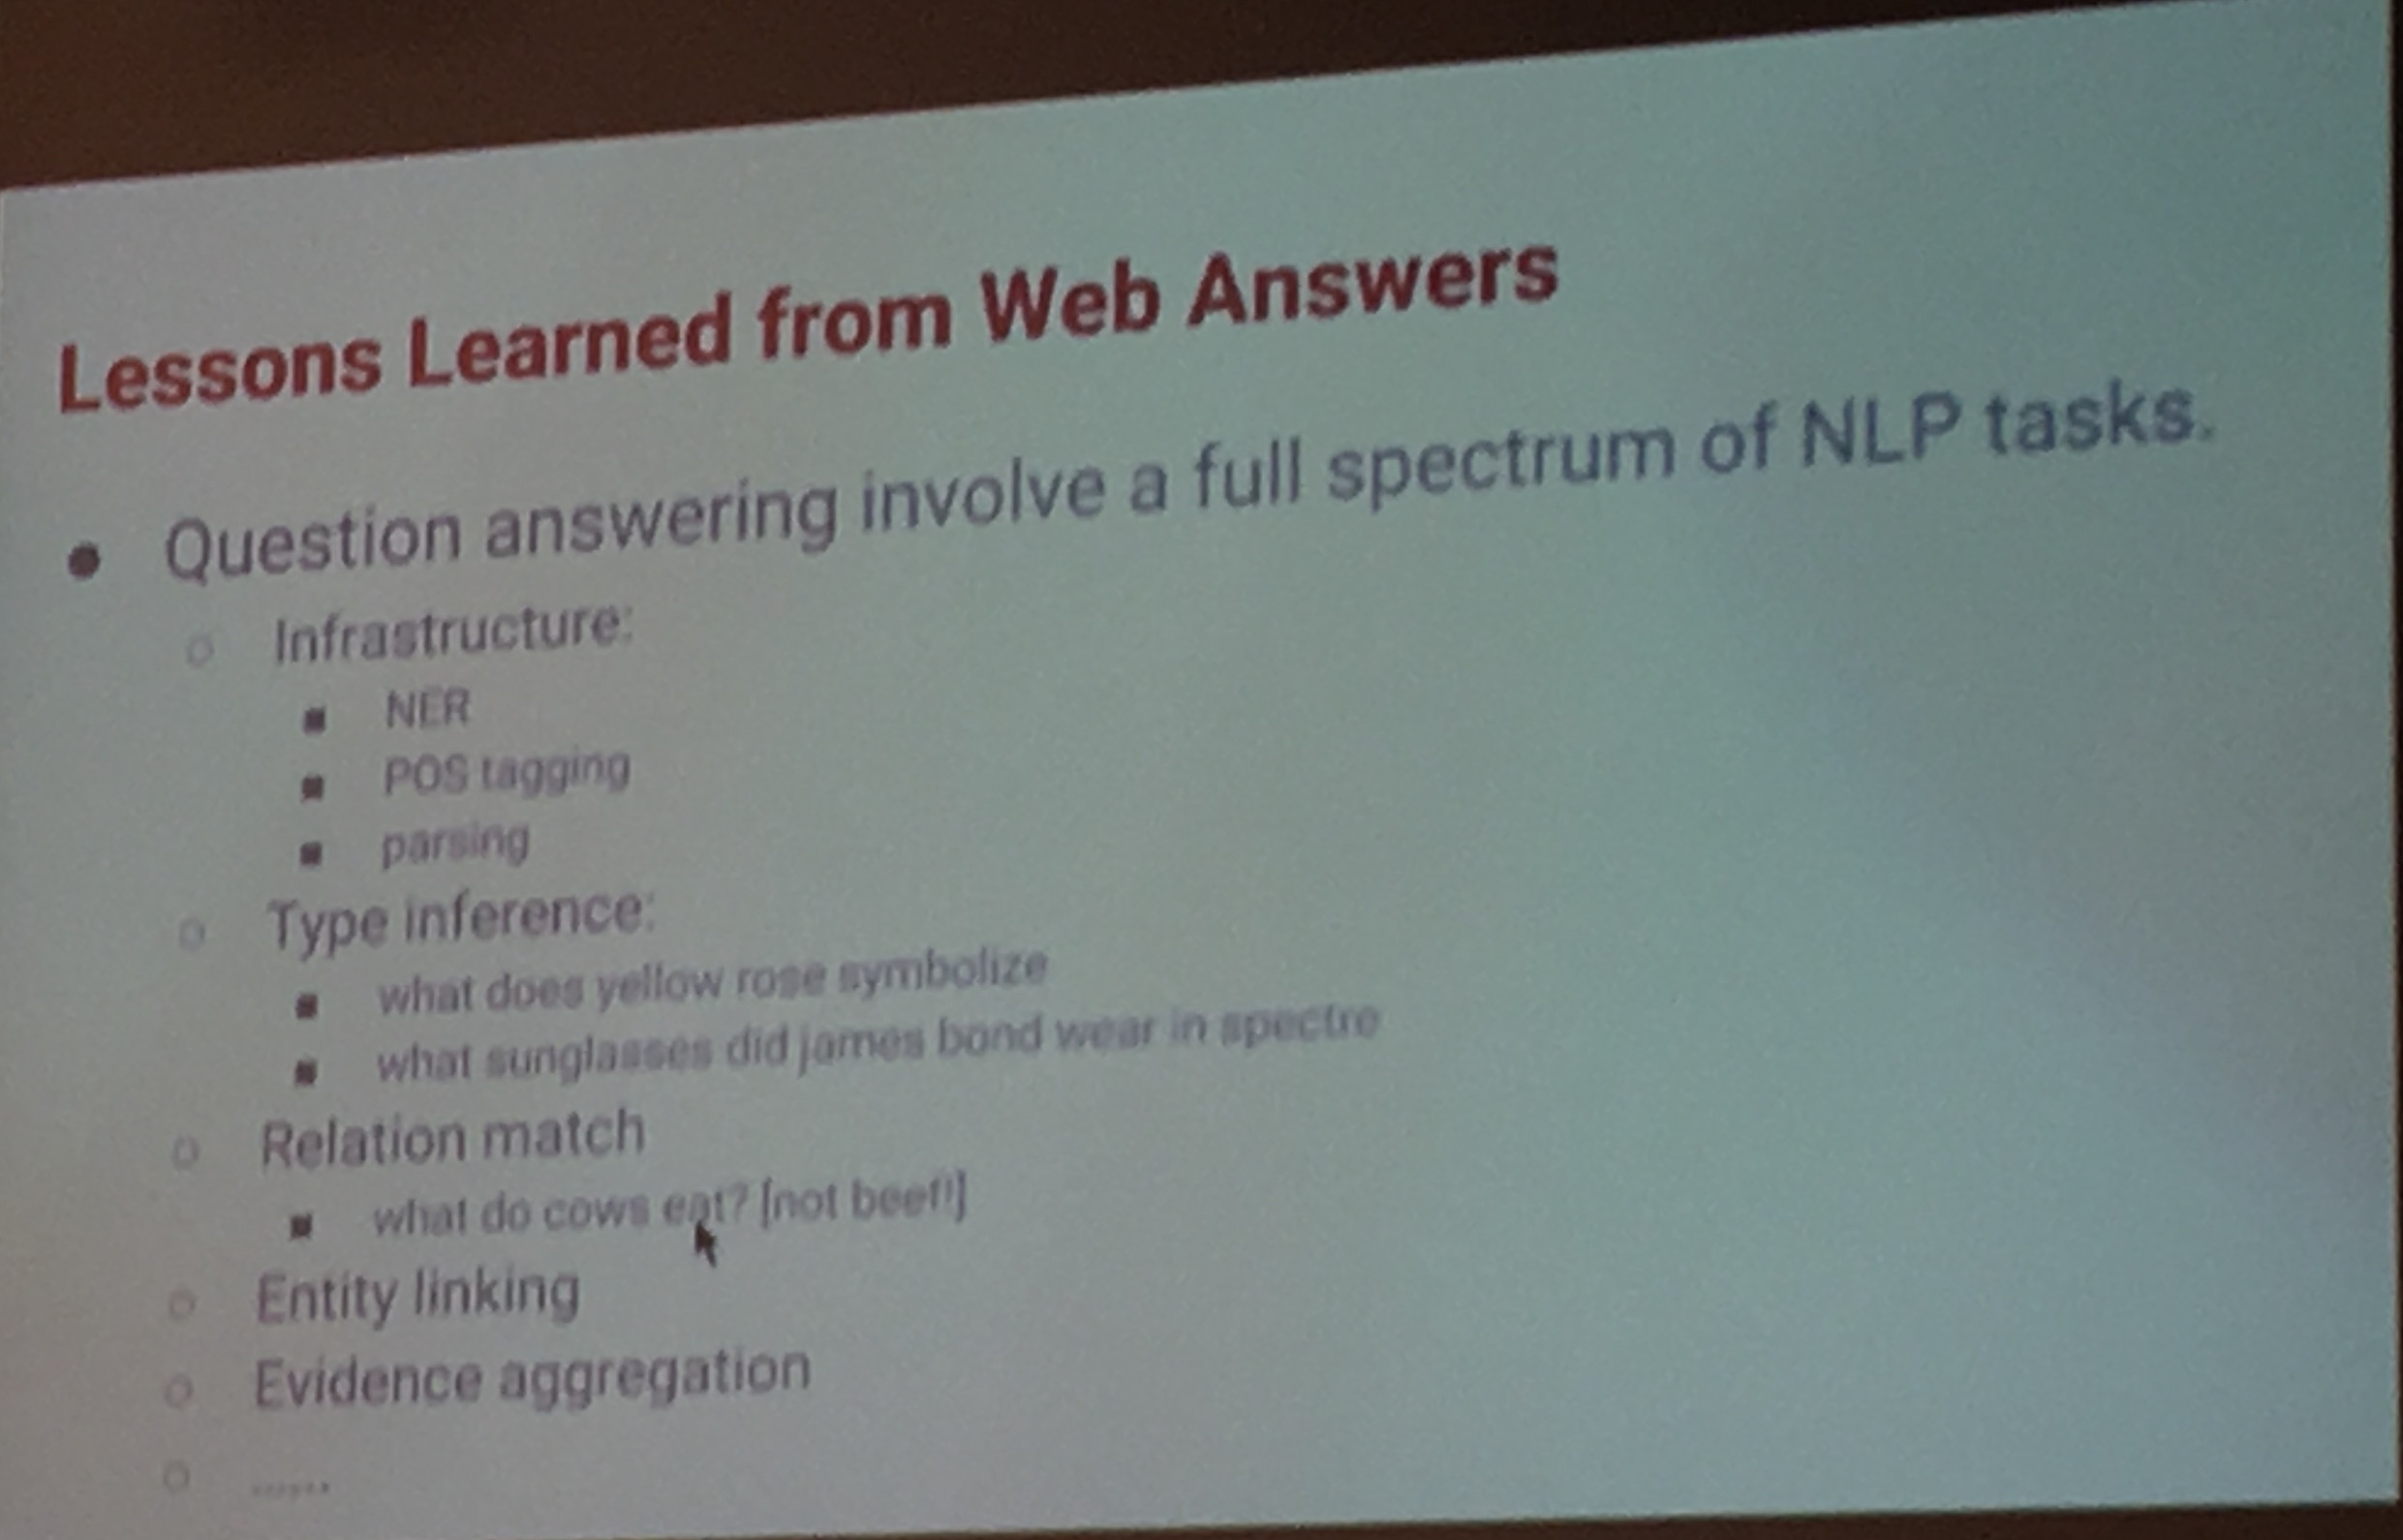 Lessons Learned from Web Answers
● Question answering involve a full spectrum of NLP tasks.
○ Infrastructure:
■ NER
■ POS tagging
■ parsing
○ Type inference:
■ what does yellow rose symbolize
■ what sunglasses did james bond wear in spectre
○ Relation match
■ what do cows eat? [not beef!]
○ Entity linking
○ Evidence aggregation
○ ......